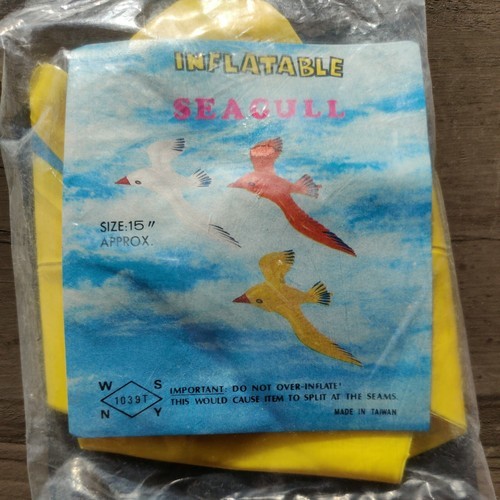 INFLATABLE
SEAGULL
SIZE:15"
APPROX.
W S
1039T
N Y
IMPORTANT: DO NOT OVER-INFLATE!
THIS WOULD CAUSE ITEM TO SPLIT AT THE SEAMS.
MADE IN TAIWAN